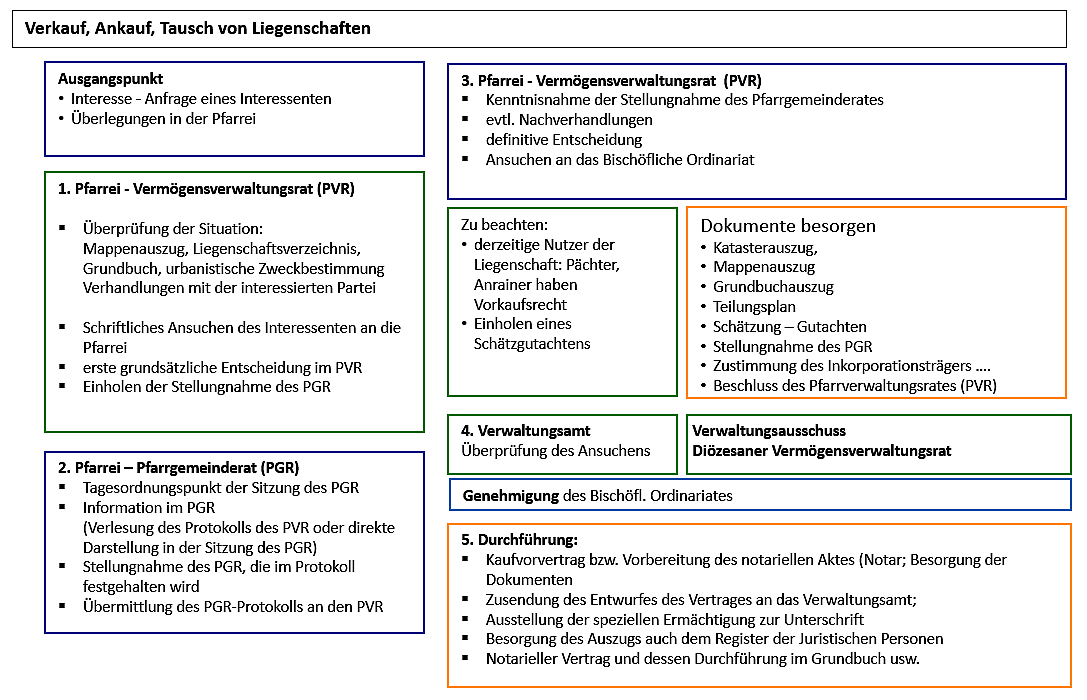 Verkauf, Ankauf, Tausch von Liegenschaften
Ausgangspunkt
• Interesse - Anfrage eines Interessenten
• Überlegungen in der Pfarrei
1. Pfarrei - Vermögensverwaltungsrat (PVR)
▪ Überprüfung der Situation:
Mappenauszug, Liegenschaftsverzeichnis,
Grundbuch, urbanistische Zweckbestimmung
Verhandlungen mit der interessierten Partei
▪ Schriftliches Ansuchen des Interessenten an die
Pfarrei
▪ erste grundsätzliche Entscheidung im PVR
▪ Einholen der Stellungnahme des PGR
2. Pfarrei – Pfarrgemeinderat (PGR)
▪ Tagesordnungspunkt der Sitzung des PGR
▪ Information im PGR
(Verlesung des Protokolls des PVR oder direkte
Darstellung in der Sitzung des PGR)
▪ Stellungnahme des PGR, die im Protokoll
festgehalten wird
▪ Übermittlung des PGR-Protokolls an den PVR
3. Pfarrei - Vermögensverwaltungsrat (PVR)
▪ Kenntnisnahme der Stellungnahme des Pfarrgemeinderates
▪ evtl. Nachverhandlungen
▪ definitive Entscheidung
▪ Ansuchen an das Bischöfliche Ordinariat
Zu beachten:
• derzeitige Nutzer der
Liegenschaft: Pächter,
Anrainer haben
Vorkaufsrecht
• Einholen eines
Schätzgutachtens
Dokumente besorgen
• Katasterauzug,
• Mappenauszug
• Grundbuchauszug
• Teilungsplan
• Schätzung – Gutachten
• Stellungnahme des PGR
• Zustimmung des Inkorporationsträgers ....
• Beschluss des Pfarrverwaltungsrates (PVR)
4. Verwaltungsamt
Überprüfung des Ansuchens
Verwaltungsausschuss
Diözesaner Vermögensverwaltungsrat
Genehmigung des Bischöfl. Ordinariates
5. Durchführung:
▪ Kaufvorvertrag bzw. Vorbereitung des notariellen Aktes (Notar; Besorgung der
Dokumenten
▪ Zusendung des Entwurfes des Vertrages an das Verwaltungsamt;
▪ Ausstellung der speziellen Ermächtigung zur Unterschrift
▪ Besorgung des Auszugs auch dem Register der Juristischen Personen
▪ Notarieller Vertrag und dessen Durchführung im Grundbuch usw.